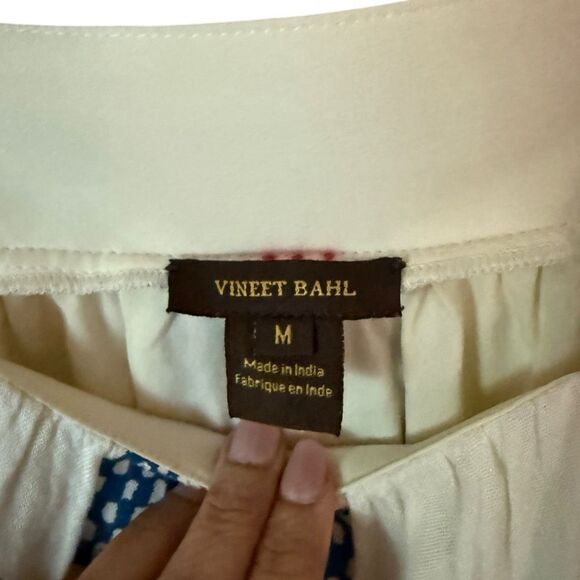 VINEET BAHL
M
Made in India
Fabrique en Inde